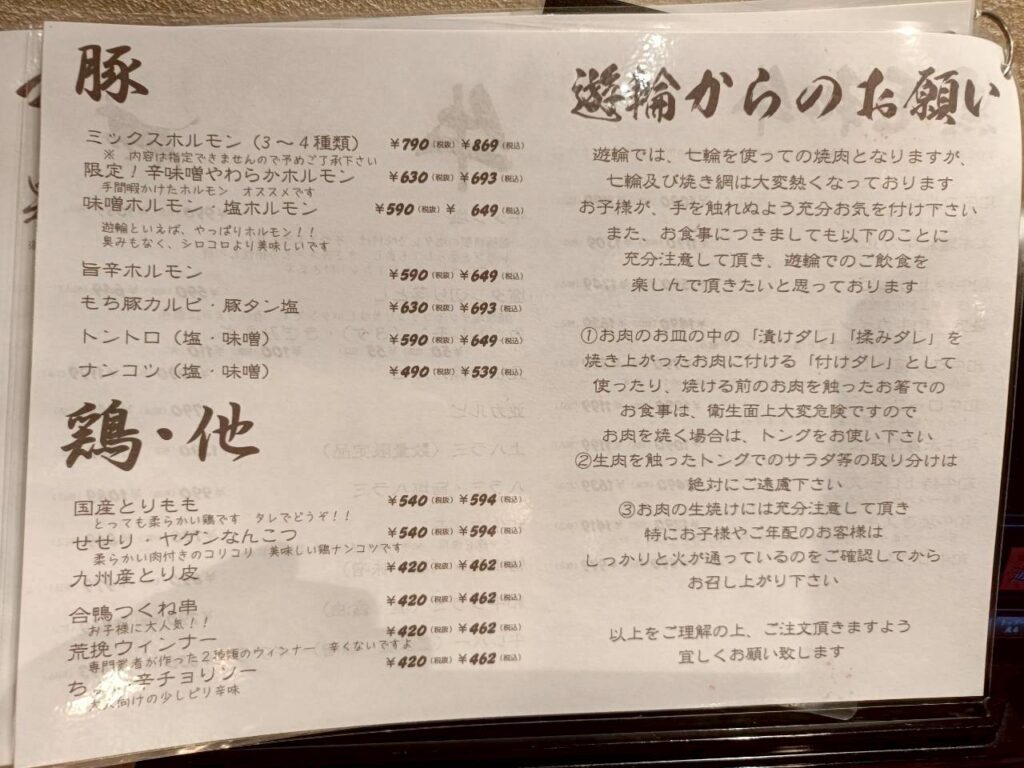 豚
ミックスホルモン（3～4種類） ￥790（税抜）￥869（税込）
※ 内容は指定できませんので予めご了承下さい
限定！辛味噌やわらかホルモン ￥630（税抜）￥693（税込）
手間暇かけたホルモン オススメです
味噌ホルモン・塩ホルモン ￥590（税抜）￥ 649（税込）
遊輪といえば、やっぱりホルモン！！
臭みもなく、シロコロより美味しいです
旨辛ホルモン ￥590（税抜）￥649（税込）
もち豚カルビ・豚タン塩 ￥630（税抜）￥693（税込）
トントロ（塩・味噌） ￥590（税抜）￥649（税込）
ナンコツ（塩・味噌） ￥490（税抜）￥539（税込）
鶏・他
国産とりもも ￥540（税抜）￥594（税込）
とっても柔らかい鶏です タレでどうぞ！！
せせり・ヤゲンなんこつ ￥540（税抜）￥594（税込）
柔らかい肉付きのコリコリ 美味しい鶏ナンコツです
九州産とり皮 ￥420（税抜）￥462（税込）
合鴨つくね串 ￥420（税抜）￥462（税込）
お子様に大人気！！
荒挽ウィンナー ￥420（税抜）￥462（税込）
専門業者が作った2種類のウィンナー 辛くないですよ
辛チョリソー ￥420（税抜）￥462（税込）
大人向けの少しピリ辛味
遊輪からのお願い
遊輪では、七輪を使っての焼肉となりますが、
七輪及び焼き網は大変熱くなっております
お子様が、手を触れぬよう充分お気を付け下さい
また、お食事につきましても以下のことに
充分注意して頂き、遊輪でのご飲食を
楽しんで頂きたいと思っております
①お肉のお皿の中の「漬けダレ」「揉みダレ」を
焼き上がったお肉に付ける「付けダレ」として
使ったり、焼ける前のお肉を触ったお箸での
お食事は、衛生面上大変危険ですので
お肉を焼く場合は、トングをお使い下さい
②生肉を触ったトングでのサラダ等の取り分けは
絶対にご遠慮下さい
③お肉の生焼けには充分注意して頂き
特にお子様やご年配のお客様は
しっかりと火が通っているのをご確認してから
お召し上がり下さい
以上をご理解の上、ご注文頂きますよう
宜しくお願い致します